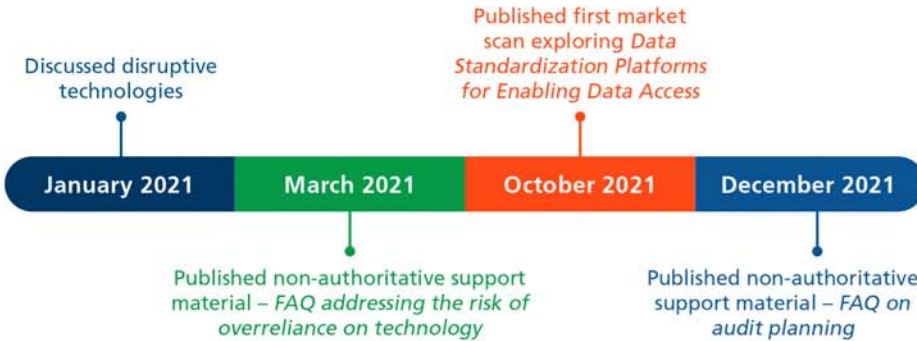 Published first market
scan exploring Data
Standardization Platforms
for Enabling Data Access
Discussed disruptive
technologies
January 2021
March 2021
October 2021
December 2021
Published non-authoritative support
material – FAQ addressing the risk of
overreliance on technology
Published non-authoritative
support material – FAQ on
audit planning